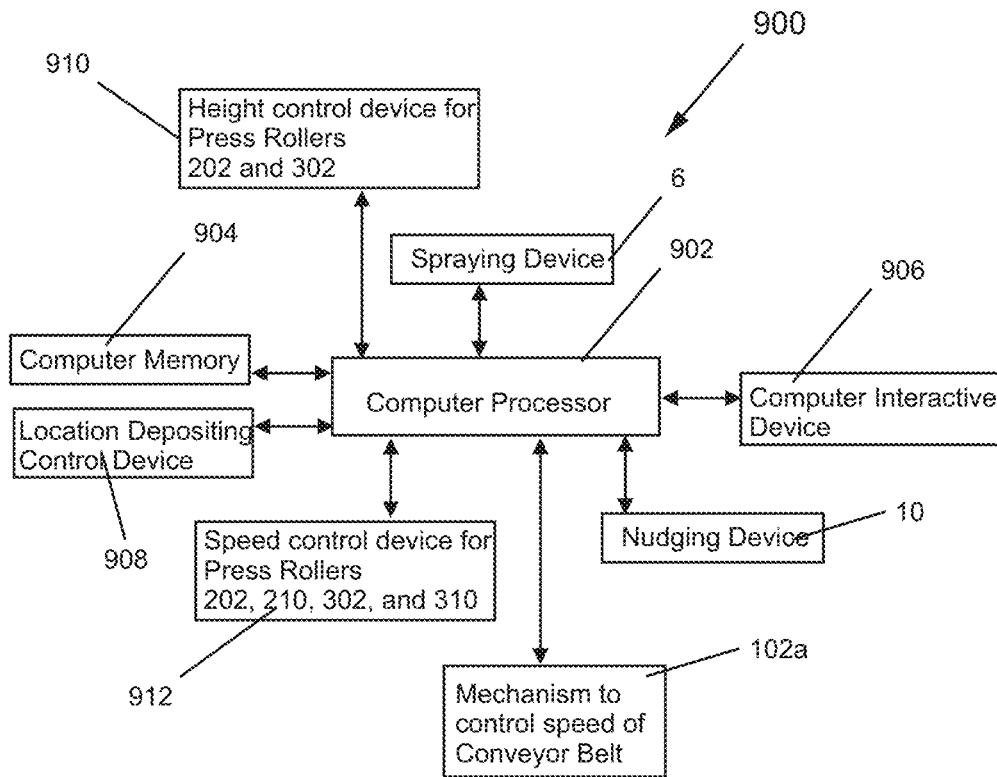 900
910
Height control device for
Press Rollers
202 and 302
6
904
Spraying Device
902
906
Computer Memory
Computer Processor
Computer Interactive
Device
Location Depositing
Control Device
908
Speed control device for
Press Rollers
202, 210, 302, and 310
10
Nudging Device
912
102a
Mechanism to
control speed of
Conveyor Belt